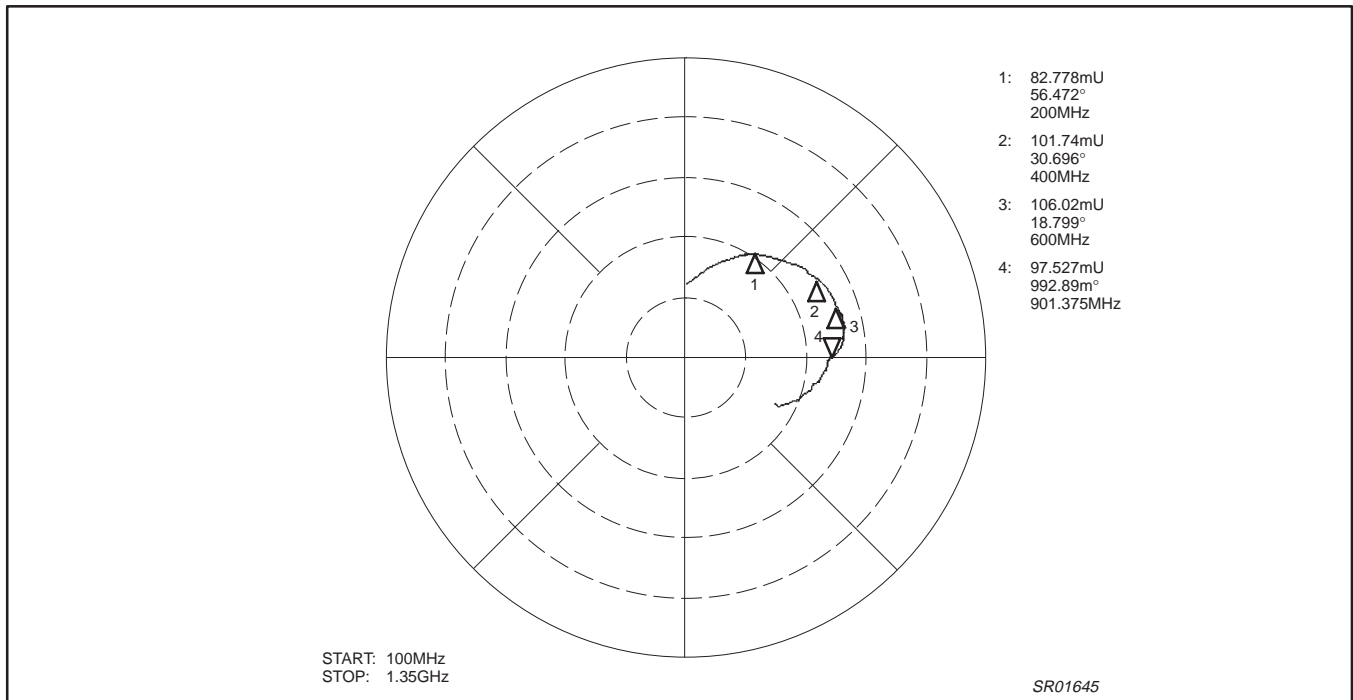 1: 82.778mU
56.472°
200MHz
2: 101.74mU
30.696°
400MHz
3: 106.02mU
18.799°
600MHz
4: 97.527mU
992.89m°
901.375MHz
1
2
3
4
START: 100MHz
STOP: 1.35GHz
SR01645